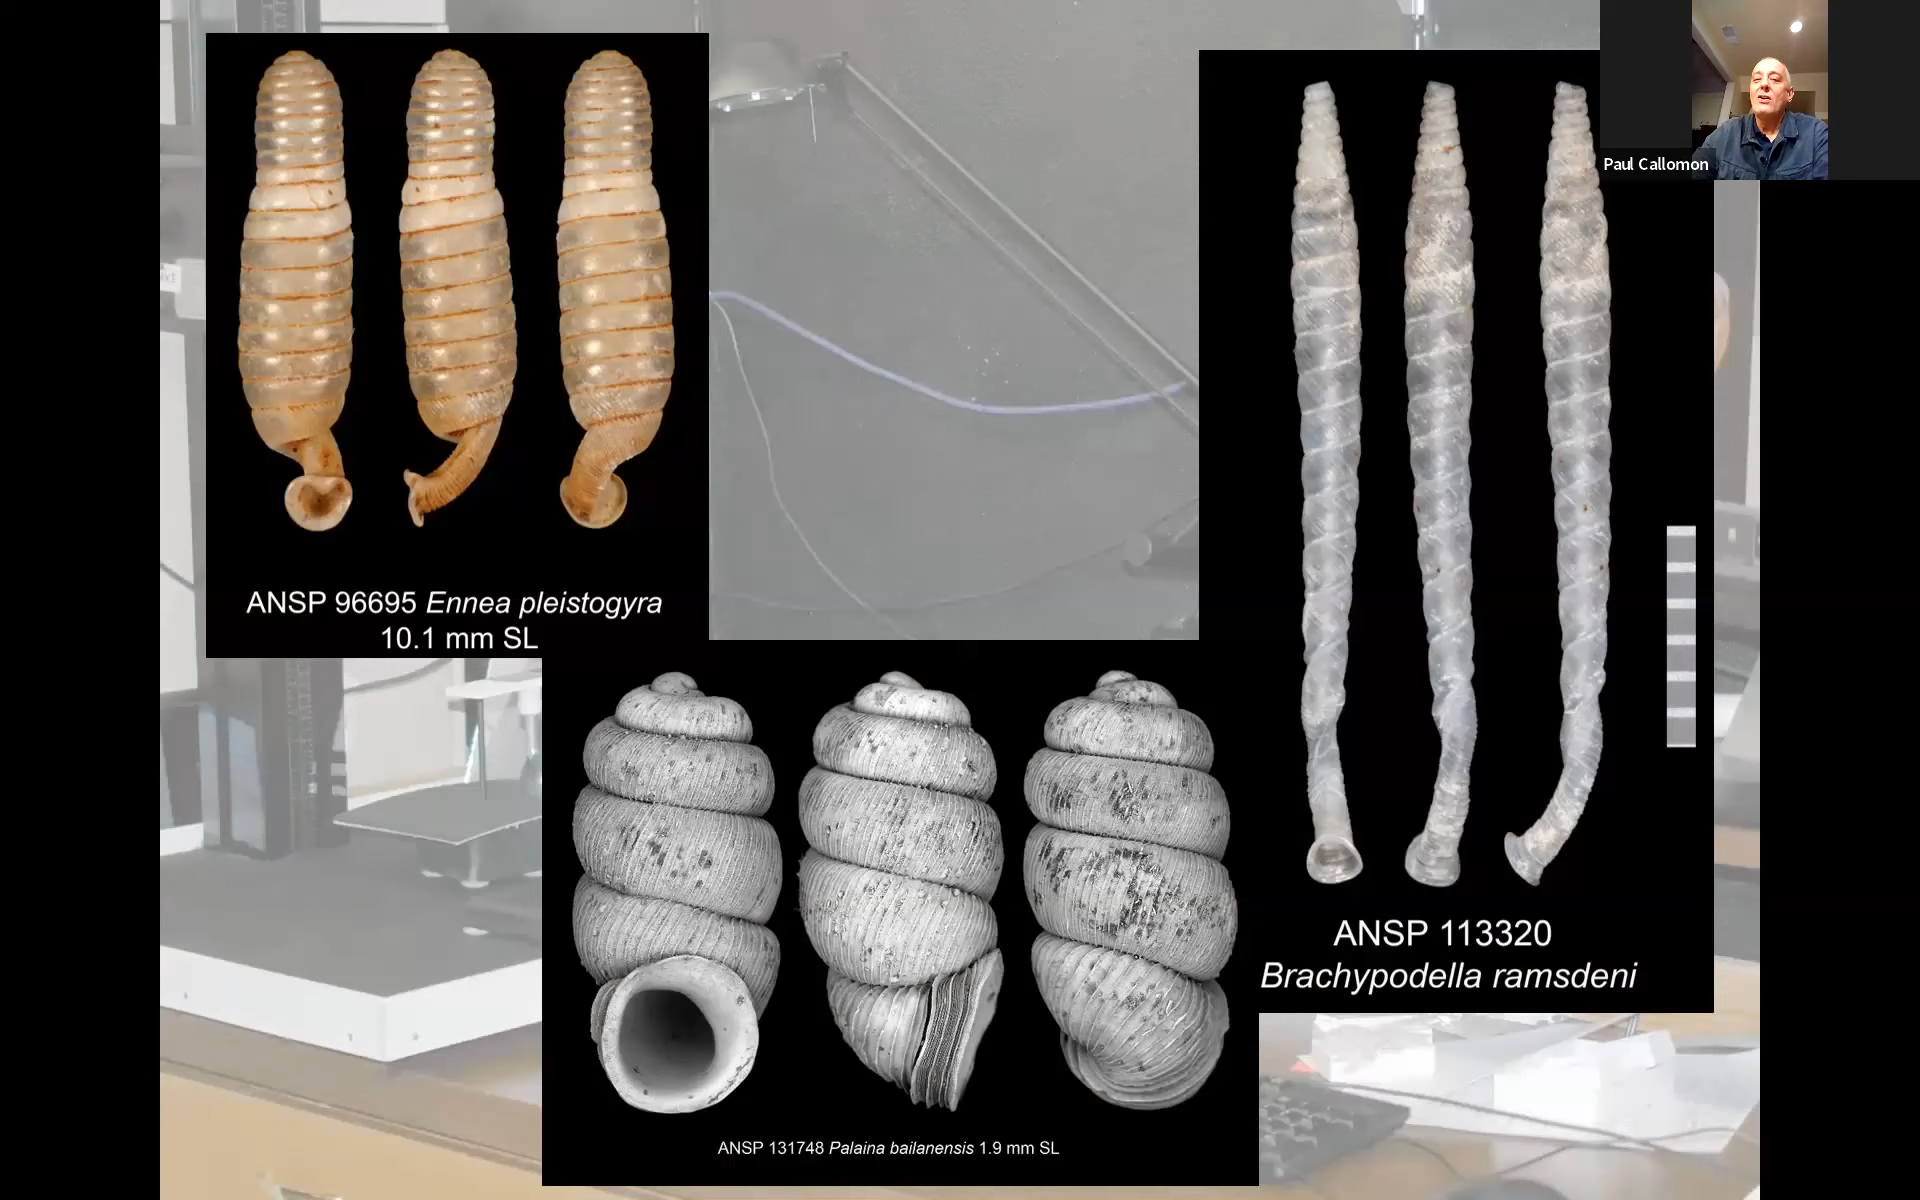 Paul Callomon
ANSP 96695 Ennea pleistogyra
10.1 mm SL
ANSP 113320
Brachypodella ramsdeni
ANSP 131748 Palaina bailanensis 1.9 mm SL